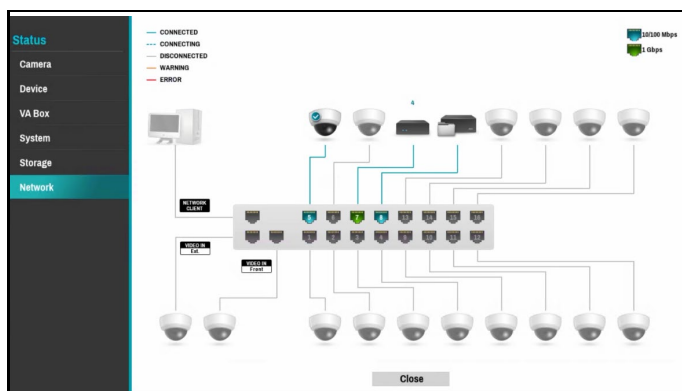 Status
Camera
Device
VA Box
System
Storage
Network
CONNECTED
CONNECTING
DISCONNECTED
WARNING
ERROR
10/100 Mbps
1 Gbps
4
NETWORK
CLIENT
5 6 7 8 13 14 15 16
VIDEO IN
Ext.
1 2 3 4 9 10 11 12
VIDEO IN
Front
Close